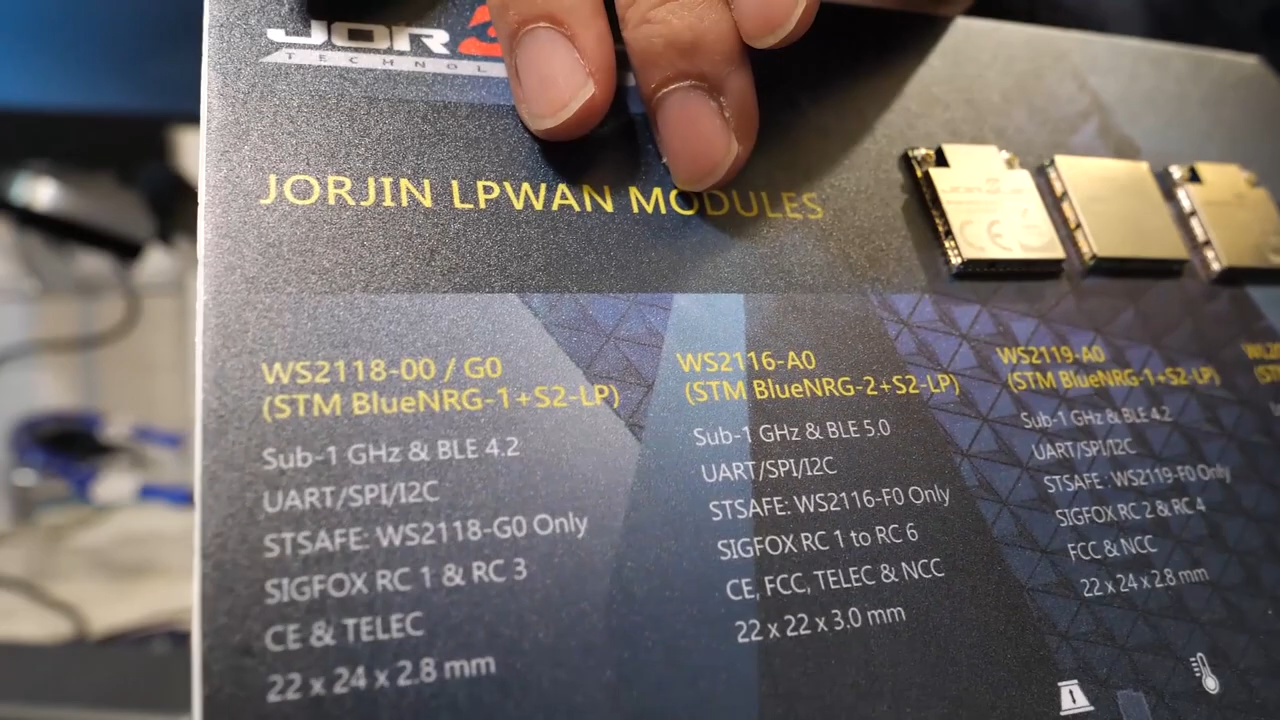 JOR
TECHNOL
JORJIN LPWAN MODULES
WS2118-00 / G0
(STM BlueNRG-1+S2-LP)
Sub-1 GHz & BLE 4.2
UART/SPI/I2C
STSAFE: WS2118-G0 Only
SIGFOX RC 1 & RC 3
CE & TELEC
22 x 24 x 2.8 mm
WS2116-A0
(STM BlueNRG-2+S2-LP)
Sub-1 GHz & BLE 5.0
UART/SPI/I2C
STSAFE: WS2116-F0 Only
SIGFOX RC 1 to RC 6
CE, FCC, TELEC & NCC
22 x 22 x 3.0 mm
WS2119-A0
(STM BlueNRG-1+S2-LP)
Sub-1 GHz & BLE 4.2
UART/SPI/I2C
STSAFE: WS2119-F0 Only
SIGFOX RC 2 & RC 4
FCC & NCC
22 x 24 x 2.8 mm
CE